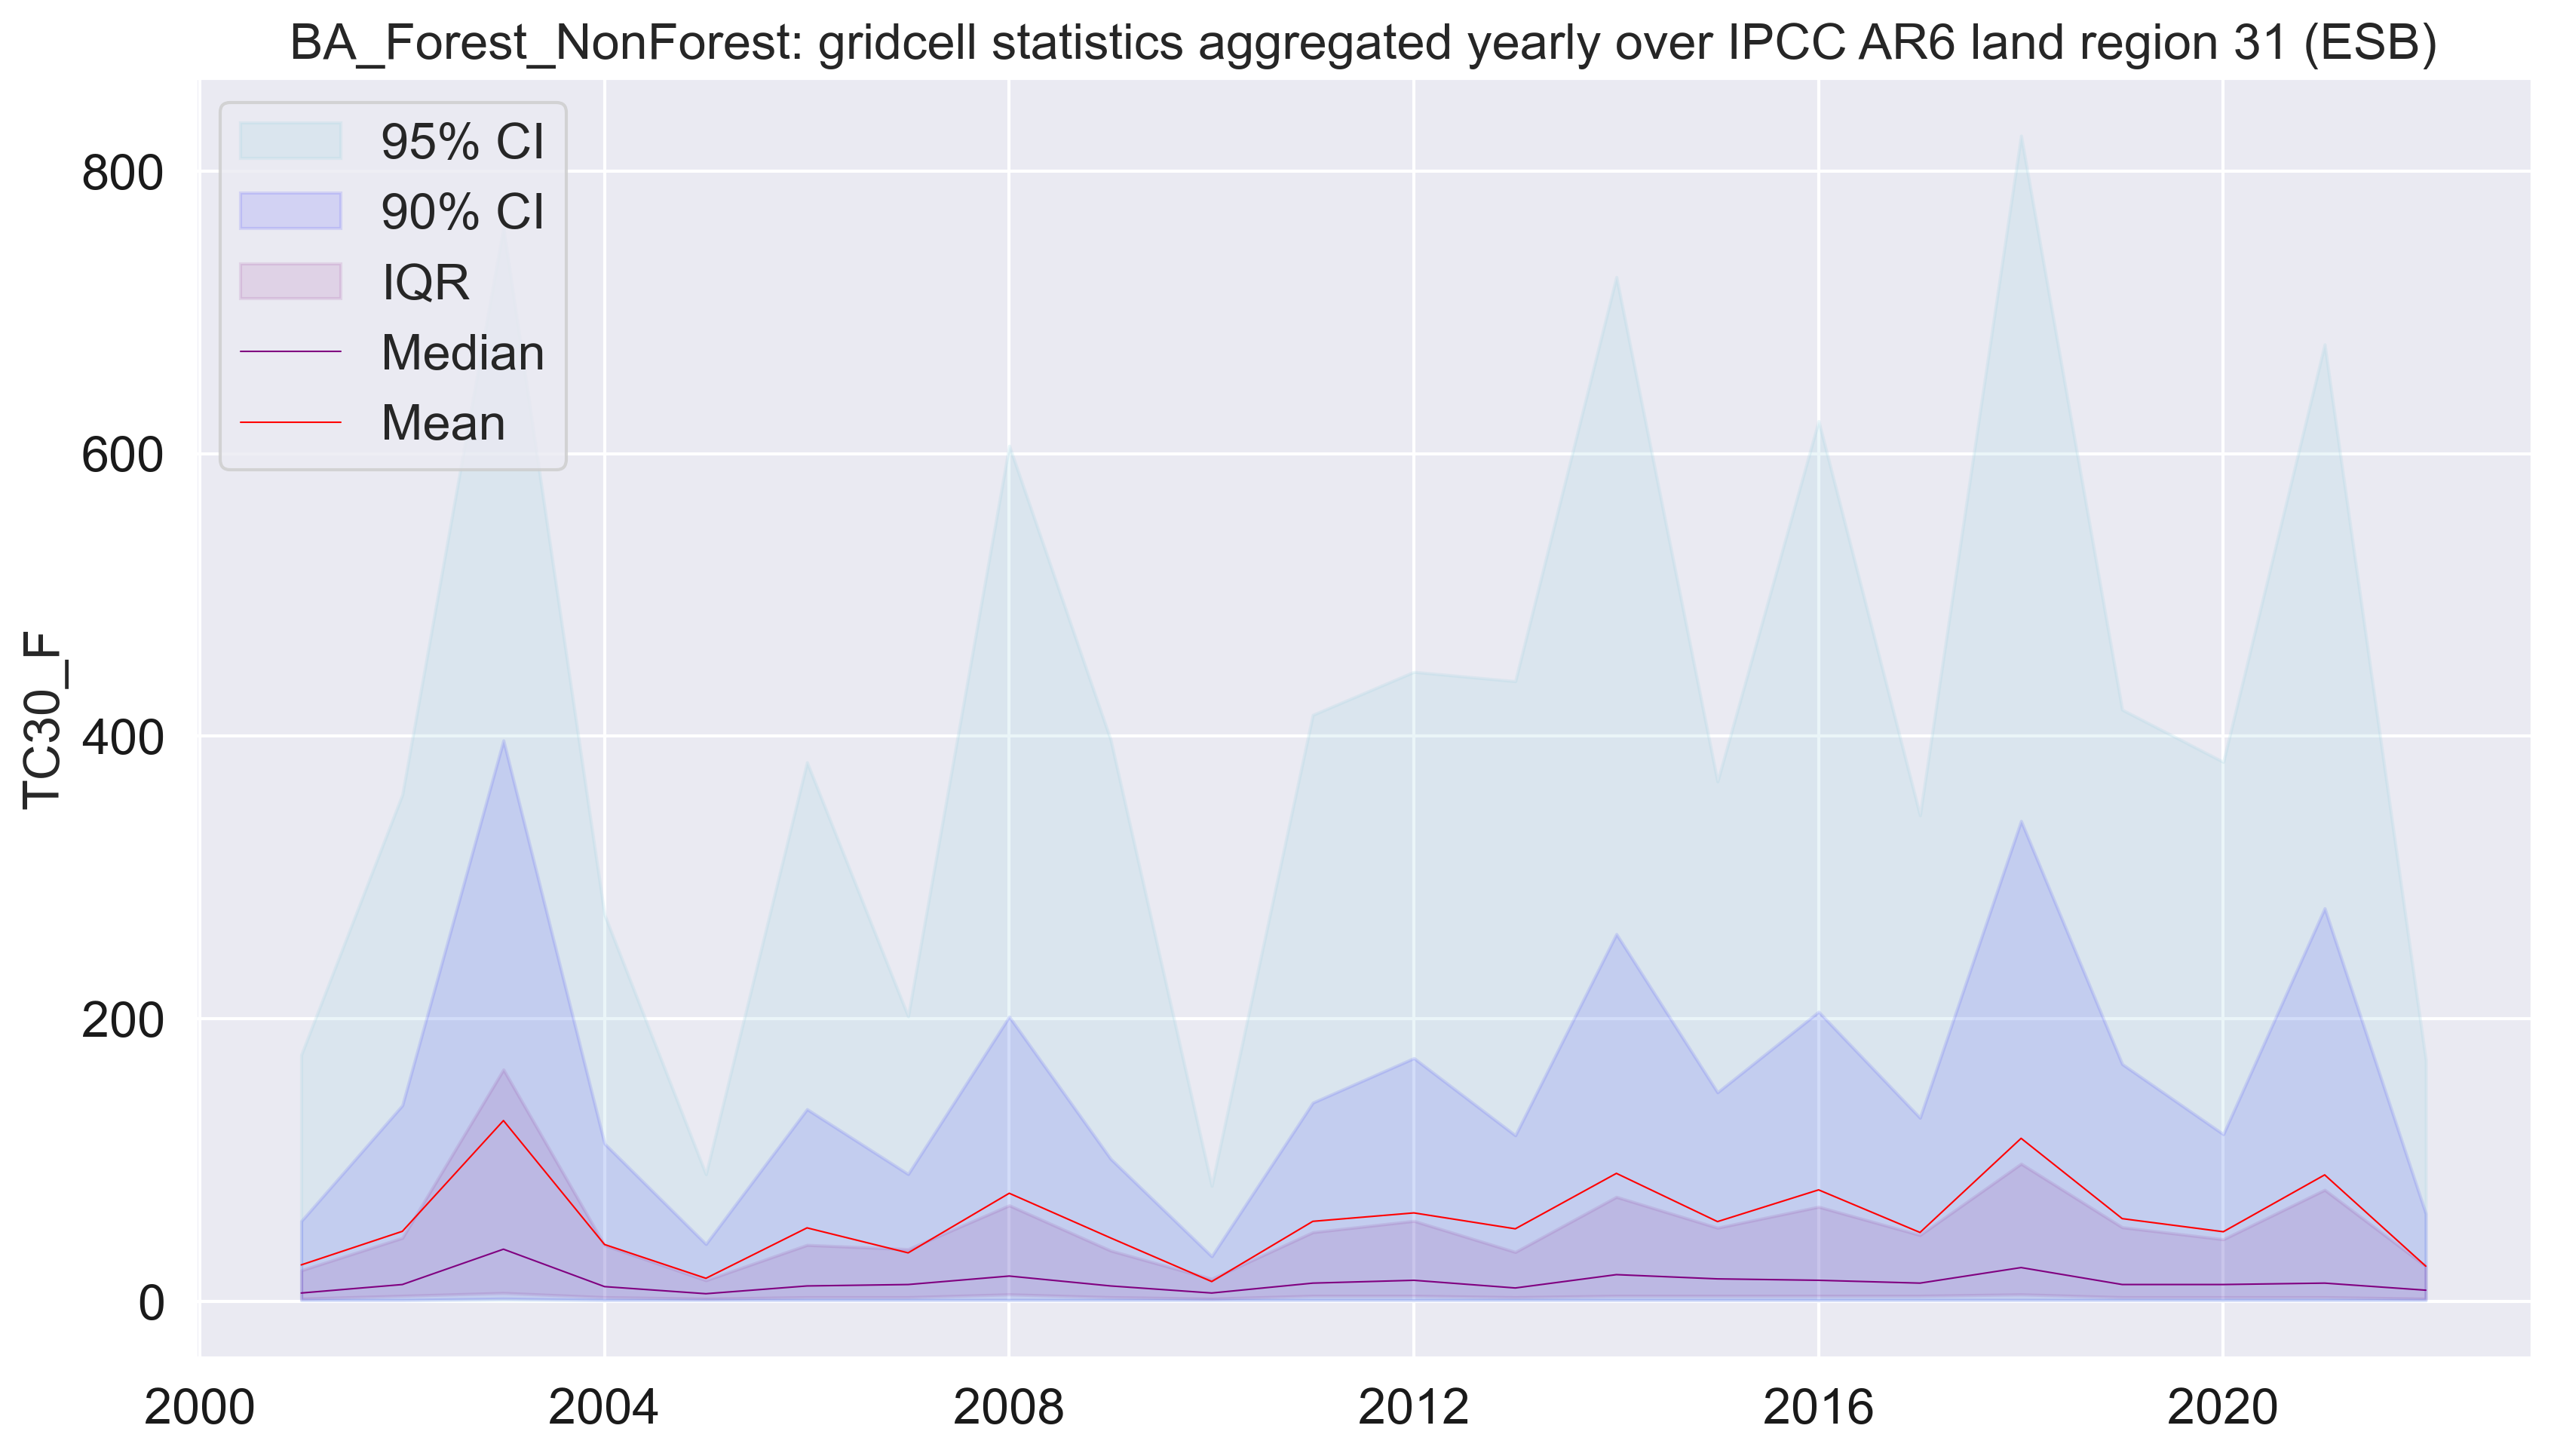 BA_Forest_NonForest: gridcell statistics aggregated yearly over IPCC AR6 land region 31 (ESB)
95% CI
90% CI
IQR
Median
Mean
800
600
400
200
0
TC30_F
2000 2004 2008 2012 2016 2020